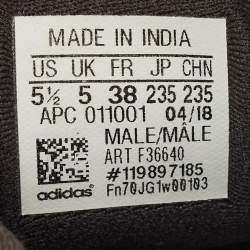 MADE IN INDIA
US UK FR JP CHN
5½ 5 38 235 235
APC 011001 04/18
MALE/MÂLE
ART F36640
#119897185
adidas Fn70JG1w00103